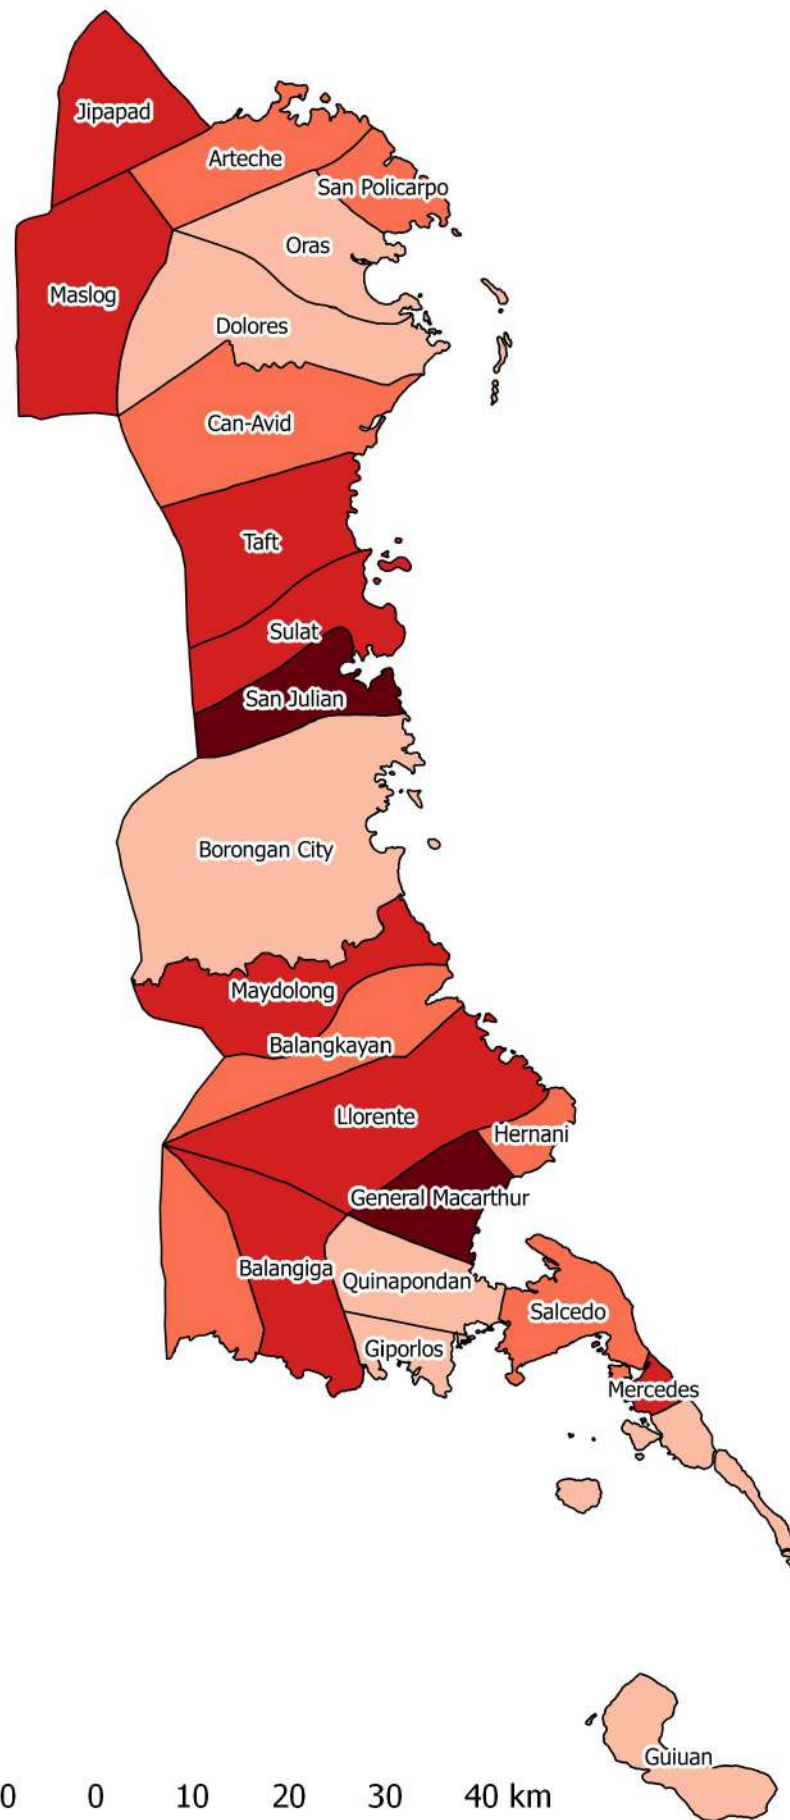 Jipapad
Arteche
San Policarpo
Oras
Maslog
Dolores
Can-Avid
Taft
Sulat
San Julian
Borongan City
Maydolong
Balangkayan
Llorente
Hernani
General Macarthur
Balangiga
Quinapondan
Salcedo
Giporlos
Mercedes
Guiuan
0 0 10 20 30 40 km